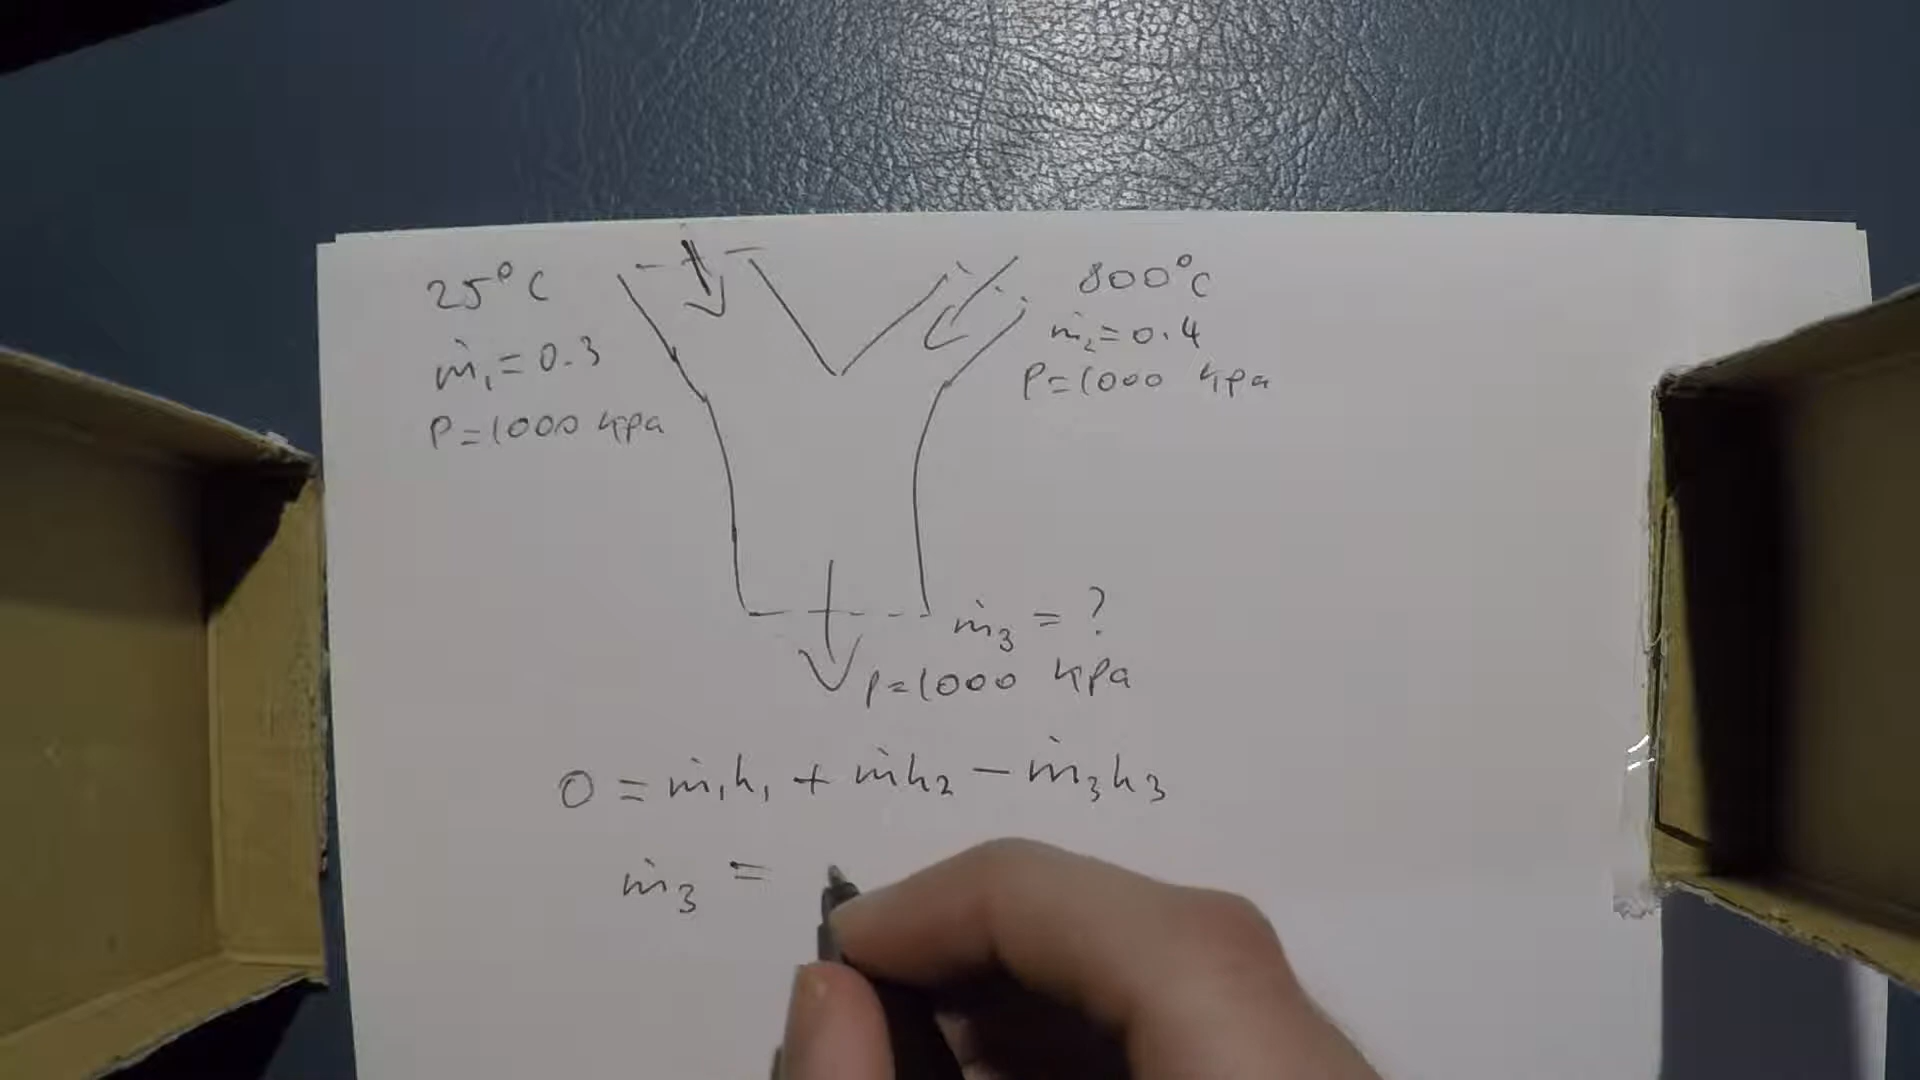 25°C
ṁ₁ = 0.3
P=1000 kpa
800°C
ṁ₂ = 0.4
P=1000 kpa
ṁ₃ = ?
P=1000 kpa
0 = ṁ₁h₁ + ṁh₂ − ṁ₃h₃
ṁ₃ =